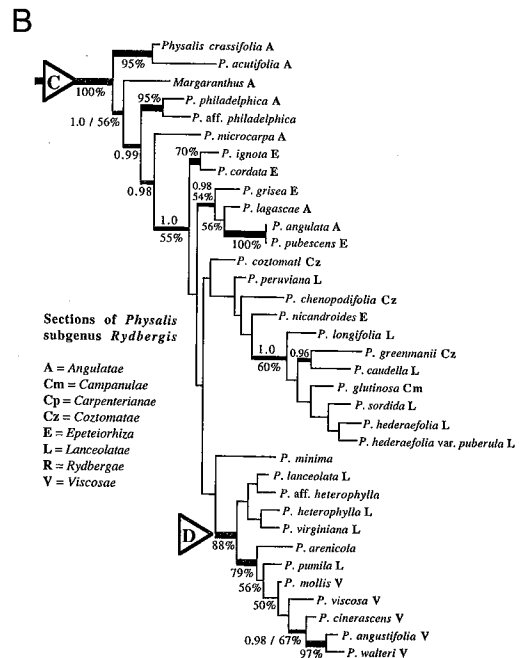 B
Physalis crassifolia A
95%
P. acutifolia A
C
100%
Margaranthus A
1.0 / 56%
95%
P. philadelphica A
P. aff. philadelphica
0.99
P. microcarpa A
0.98
70%
P. ignota E
P. cordata E
1.0
55%
0.98
54%
P. grisea E
P. lagascae A
56%
P. angulata A
100%
P. pubescens E
P. coztomatl Cz
P. peruviana L
P. chenopodifolia Cz
P. nicandroides E
P. longifolia L
1.0
60%
0.96
P. greenmanii Cz
P. caudella L
P. glutinosa Cm
P. sordida L
P. hederaefolia L
P. hederaefolia var. puberula L
Sections of Physalis
subgenus Rydbergis
A = Angulatae
Cm = Campanulae
Cp = Carpenterianae
Cz = Coztomatae
E = Epeteiorhiza
L = Lanceolatae
R = Rydbergae
V = Viscosae
P. minima
P. lanceolata L
P. aff. heterophylla
P. heterophylla L
P. virginiana L
D
88%
P. arenicola
79%
P. pumila L
56%
P. mollis V
50%
P. viscosa V
P. cinerascens V
0.98 / 67%
P. angustifolia V
97%
P. walteri V